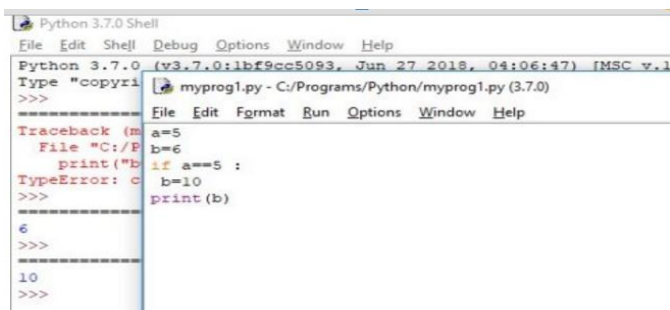 Python 3.7.0 Shell
File Edit Shell Debug Options Window Help
Python 3.7.0 (v3.7.0:1bf9cc5093, Jun 27 2018, 04:06:47) [MSC v.1
Type "copyri
>>>
Traceback (m
File "C:/P
print("b
TypeError: c
>>>
6
>>>
10
>>>
myprog1.py - C:/Programs/Python/myprog1.py (3.7.0)
File Edit Format Run Options Window Help
a=5
b=6
if a==5 :
 b=10
print(b)